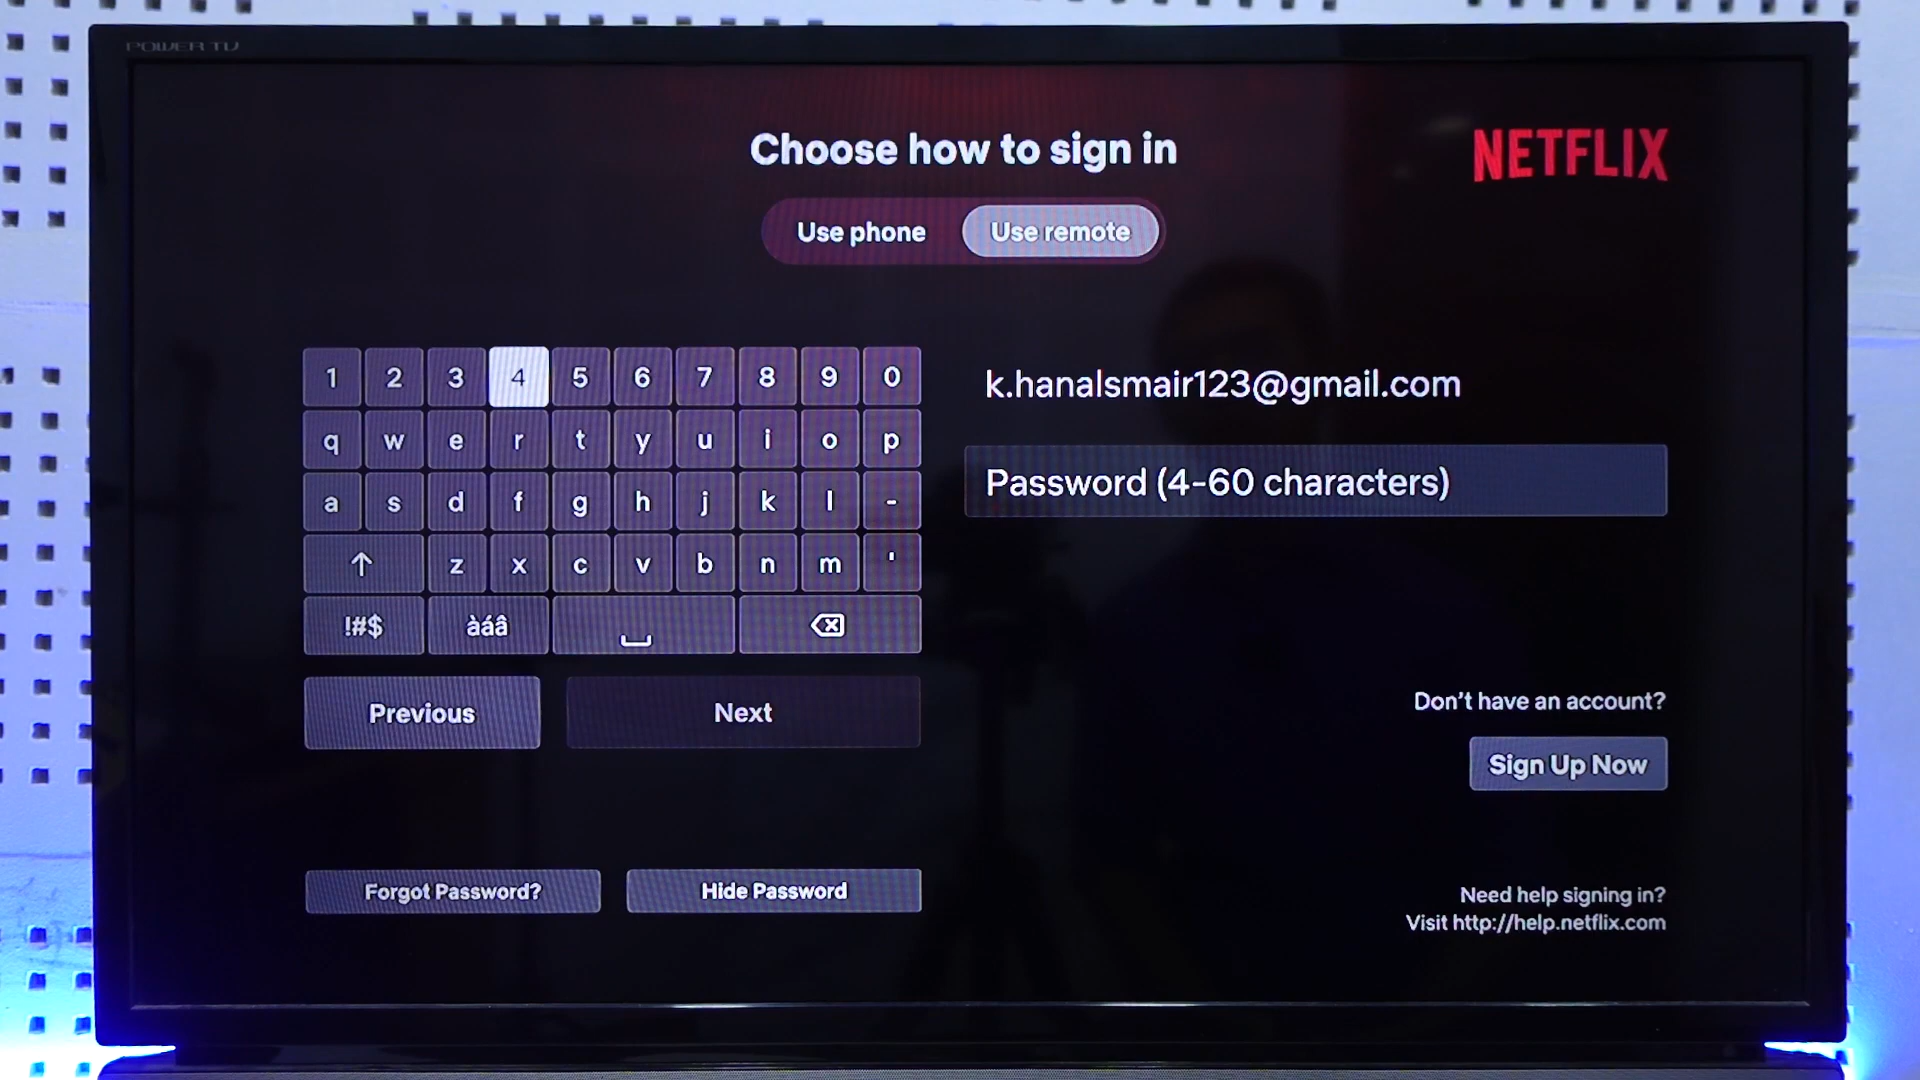 POWER TV
Choose how to sign in
NETFLIX
Use phone Use remote
1 2 3 4 5 6 7 8 9 0
q w e r t y u i o p
a s d f g h j k l -
z x c v b n m '
!#$ àáâ
k.hanalsmair123@gmail.com
Password (4-60 characters)
Previous Next
Don't have an account?
Sign Up Now
Forgot Password? Hide Password
Need help signing in?
Visit http://help.netflix.com